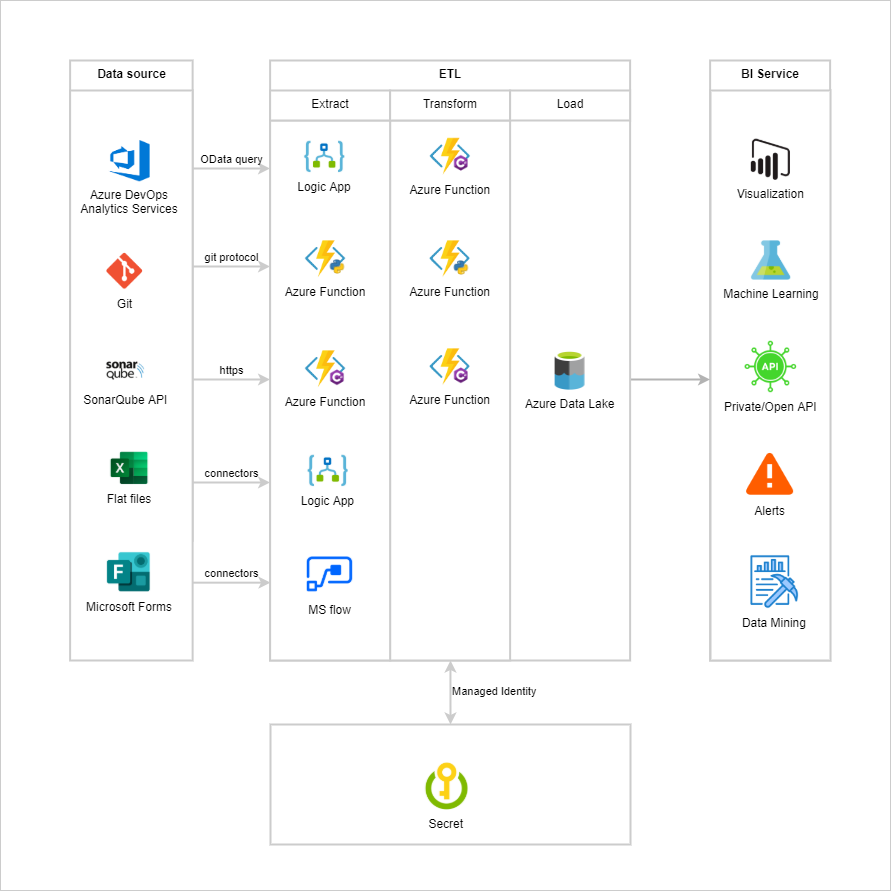 Data source
ETL
BI Service
Extract
Transform
Load
Azure DevOps
Analytics Services
OData query
Logic App
Azure Function
Visualization
Git
git protocol
Azure Function
Azure Function
Machine Learning
sonar
qube
SonarQube API
https
Azure Function
Azure Function
Azure Data Lake
API
Private/Open API
X
Flat files
connectors
Logic App
Alerts
F
Microsoft Forms
connectors
MS flow
Data Mining
Managed Identity
Secret